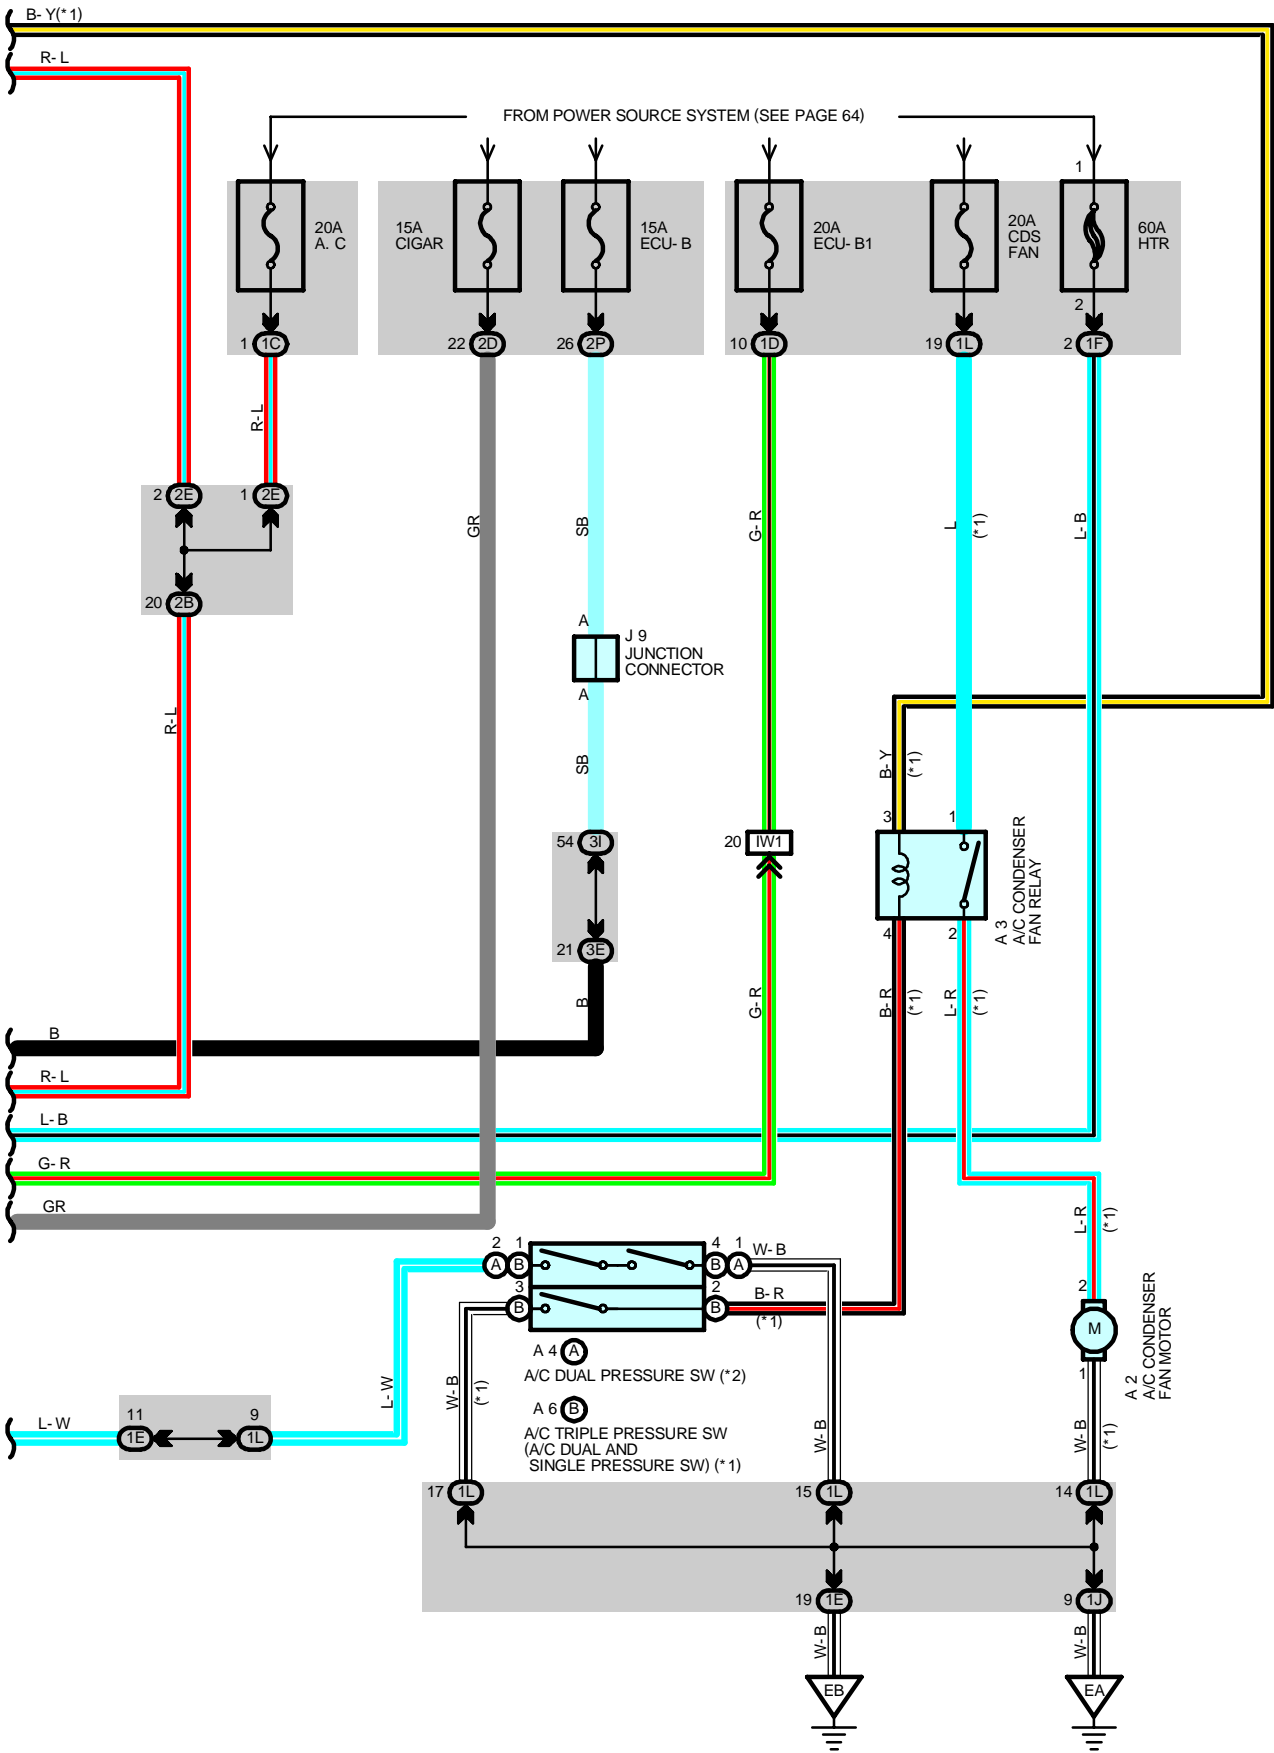 B-Y(*1)
R-L
FROM POWER SOURCE SYSTEM (SEE PAGE 64)
1
20A
A. C
15A
CIGAR
15A
ECU-B
20A
ECU-B1
20A
CDS
FAN
60A
HTR
2
1 1C
22 2D
26 2P
10 1D
19 1L
2 1F
R-L
2 2E
1 2E
GR
SB
G-R
L
(*1)
L-B
20 2B
A
J 9
JUNCTION
CONNECTOR
A
R-L
SB
B-Y
(*1)
3
1
54 3I
20 IW1
A 3
A/C CONDENSER
FAN RELAY
4
2
21 3E
B
G-R
B-R
(*1)
L-R
(*1)
B
R-L
L-B
G-R
GR
L-R
(*1)
2
A
1
B
4
B
1
A
W-B
3
B
2
B
B-R
(*1)
2
M
1
A 2
A/C CONDENSER
FAN MOTOR
A 4 A
A/C DUAL PRESSURE SW (*2)
A 6 B
A/C TRIPLE PRESSURE SW
(A/C DUAL AND
SINGLE PRESSURE SW) (*1)
L-W
W-B
(*1)
W-B
W-B
(*1)
L-W
11
1E
9
1L
17 1L
15 1L
14 1L
19 1E
9 1J
W-B
W-B
EB
EA